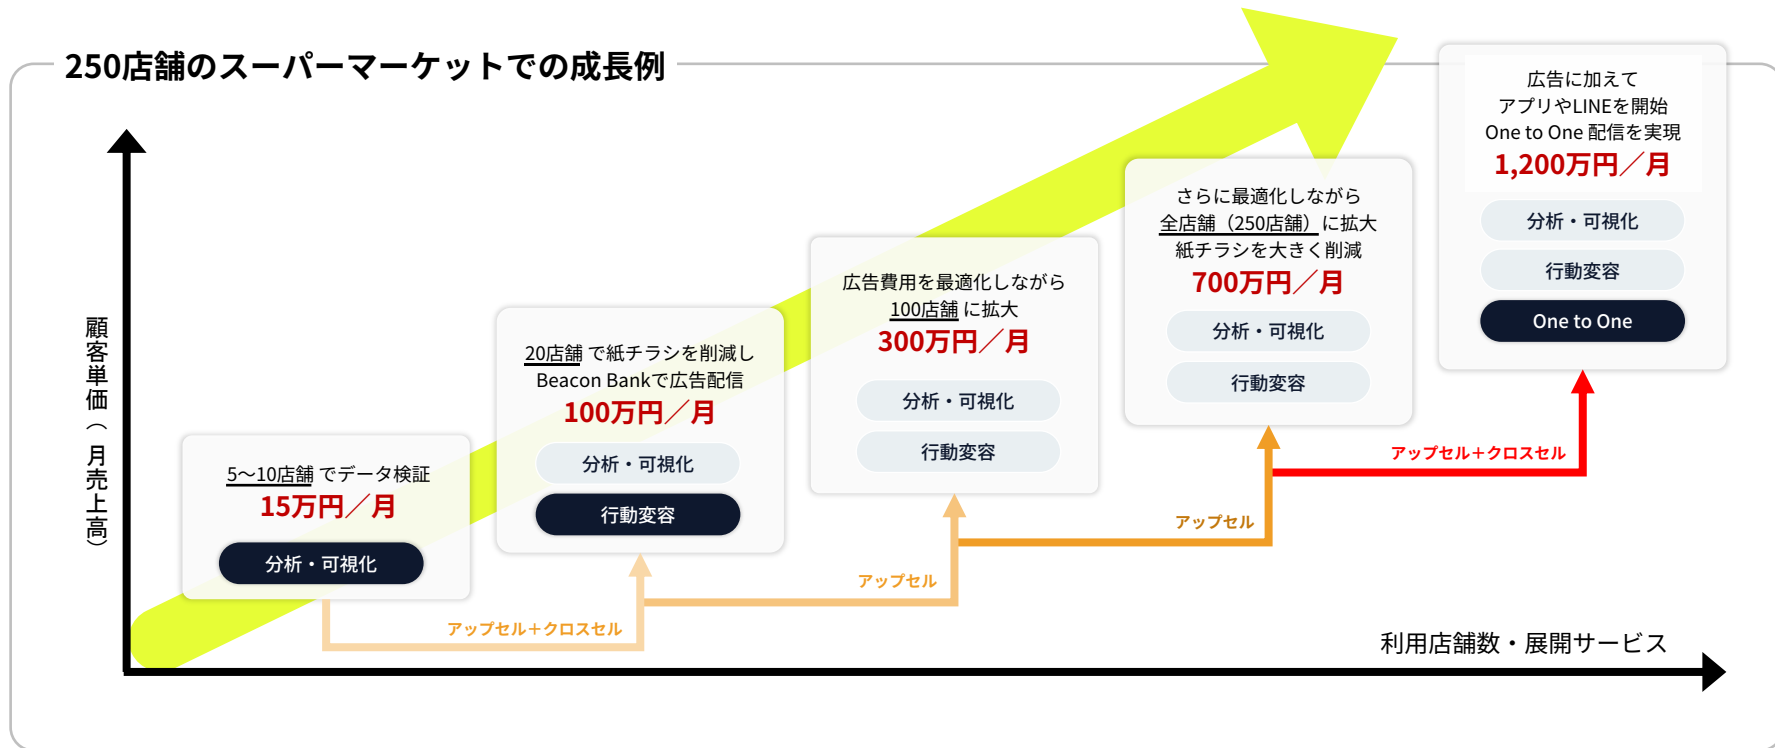 250店舗のスーパーマーケットでの成長例
顧客単価（月売上高）
5〜10店舗 でデータ検証
15万円／月
分析・可視化
アップセル＋クロスセル
20店舗 で紙チラシを削減し
Beacon Bankで広告配信
100万円／月
分析・可視化
行動変容
アップセル
広告費用を最適化しながら
100店舗 に拡大
300万円／月
分析・可視化
行動変容
アップセル
さらに最適化しながら
全店舗（250店舗）に拡大
紙チラシを大きく削減
700万円／月
分析・可視化
行動変容
アップセル＋クロスセル
広告に加えて
アプリやLINEを開始
One to One 配信を実現
1,200万円／月
分析・可視化
行動変容
One to One
利用店舗数・展開サービス